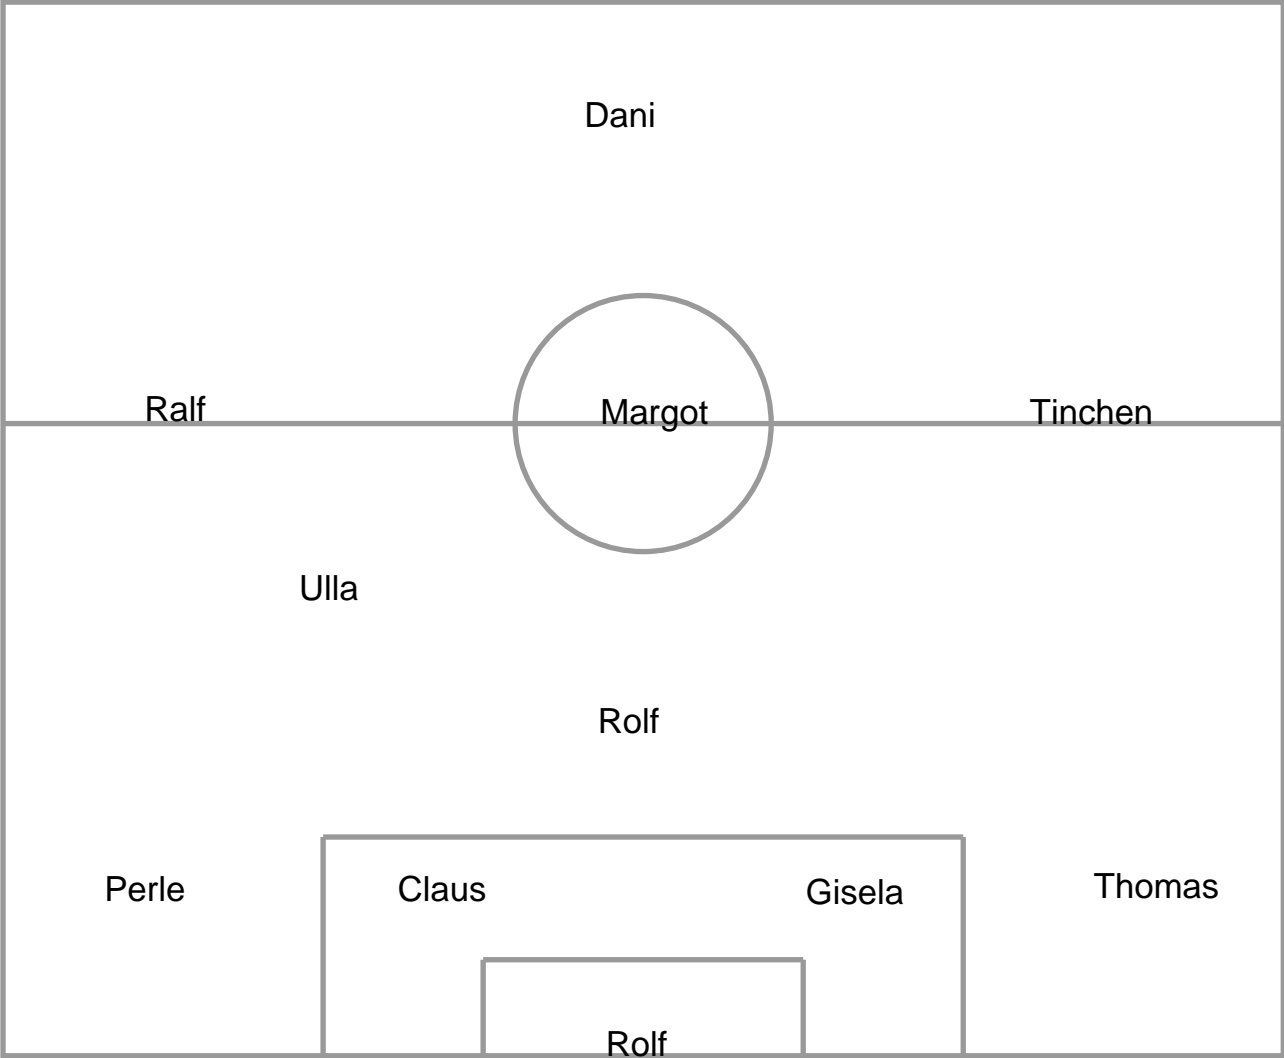 Dani
Ralf Margot Tinchen
Ulla
Rolf
Perle Claus Gisela Thomas
Rolf